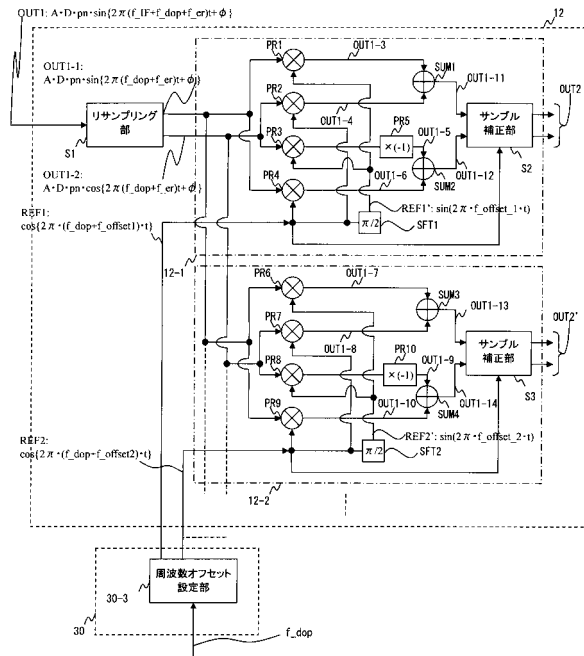 OUT1: A・D・pn・sin{2π(f_IF+f_dop+f_er)t+φ}
12
12-1
OUT1-1:
A・D・pn・sin{2π(f_dop+f_er)t+φ}
PR1
OUT1-3
SUM1
OUT1-11
OUT2
PR2
OUT1-4
リサンプリング
部
S1
PR3
PR5
×(-1)
OUT1-5
サンプル
補正部
S2
OUT1-2:
A・D・pn・cos{2π(f_dop+f_er)t+φ}
PR4
OUT1-6
SUM2
OUT1-12
REF1:
cos{2π・(f_dop+f_offset1)・t}
REF1': sin(2π・f_offset_1・t)
π/2
SFT1
PR6
OUT1-7
SUM3
OUT1-13
OUT2'
PR7
OUT1-8
PR8
PR10
×(-1)
OUT1-9
サンプル
補正部
S3
PR9
OUT1-10
SUM4
OUT1-14
REF2:
cos{2π・(f_dop+f_offset2)・t}
REF2': sin(2π・f_offset_2・t)
π/2
SFT2
12-2
周波数オフセット
設定部
30-3
30
f_dop